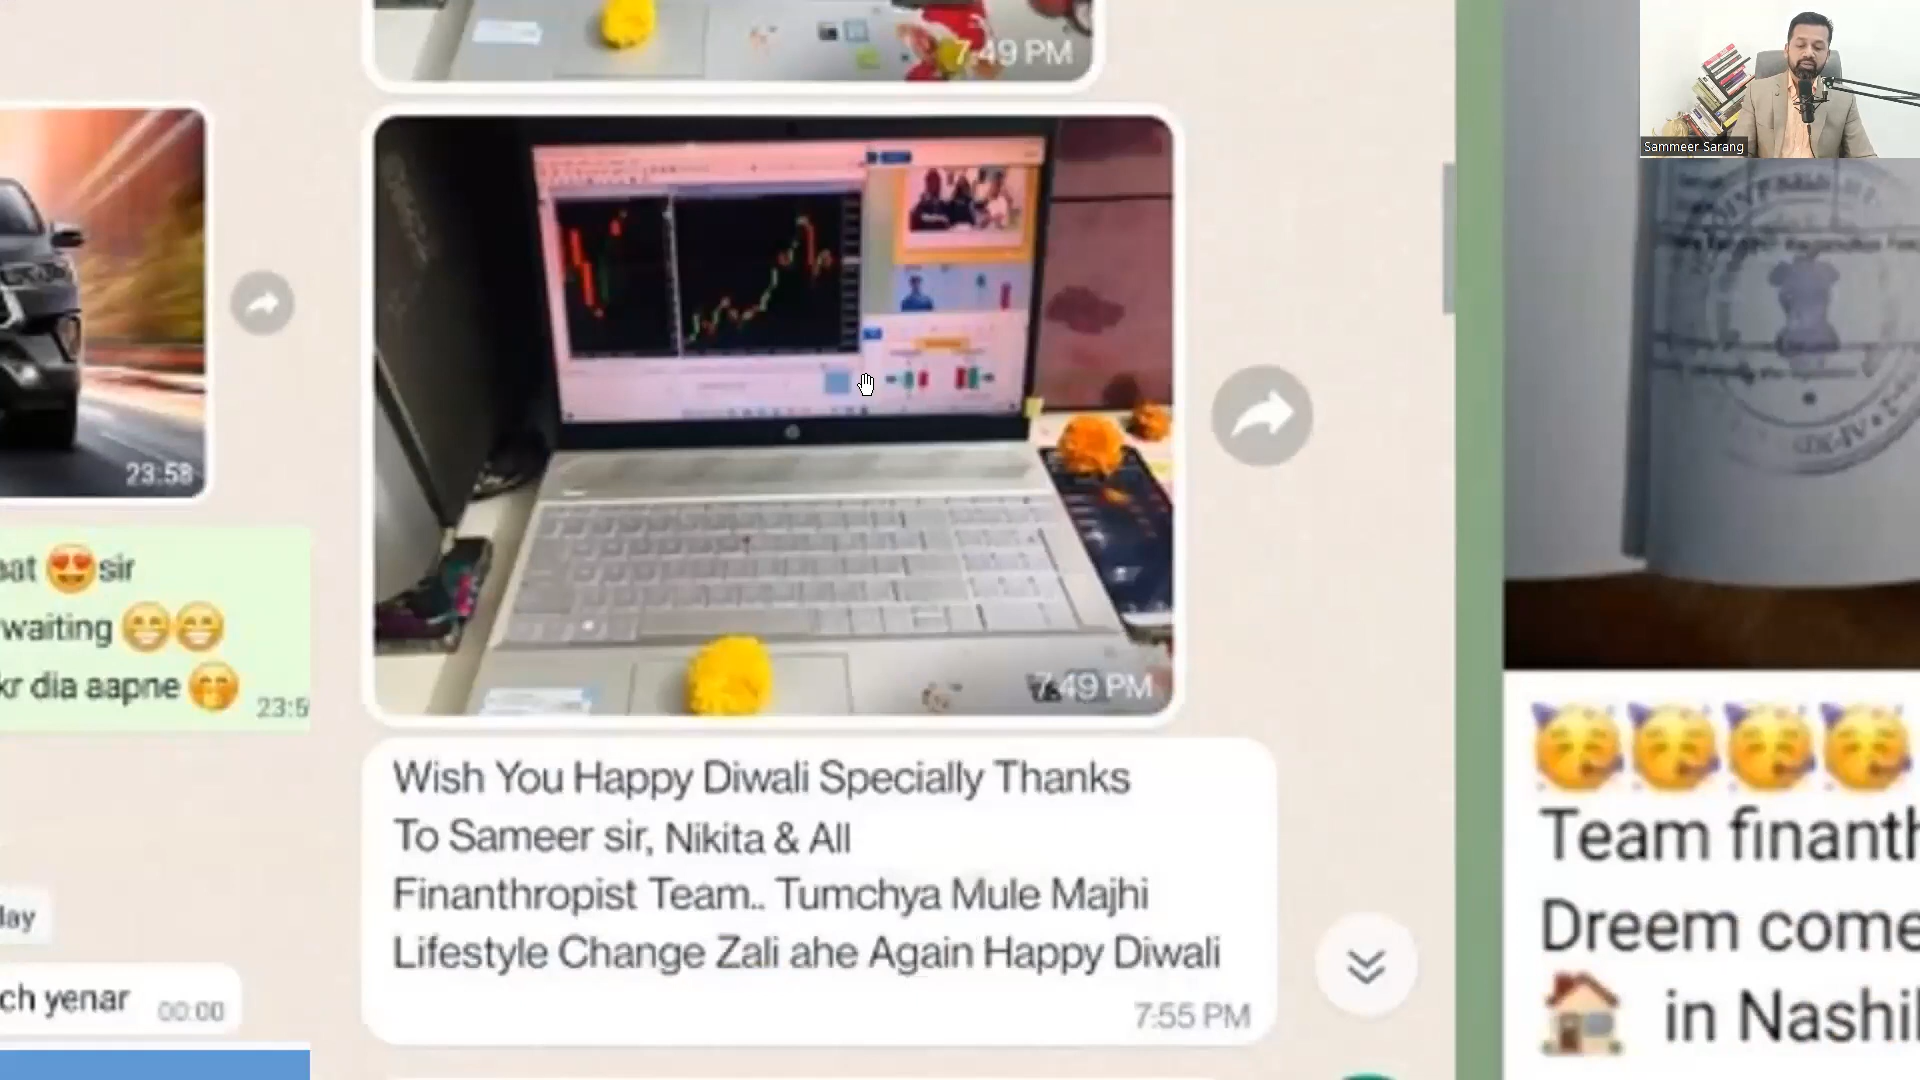 7:49 PM
Sammeer Sarang
23:58
sir
waiting
kr dia aapne
23:5
ch yenar 00:00
7:49 PM
Wish You Happy Diwali Specially Thanks
To Sameer sir, Nikita & All
Finanthropist Team.. Tumchya Mule Majhi
Lifestyle Change Zali ahe Again Happy Diwali
7:55 PM
Team finanth
Dreem come
in Nashi